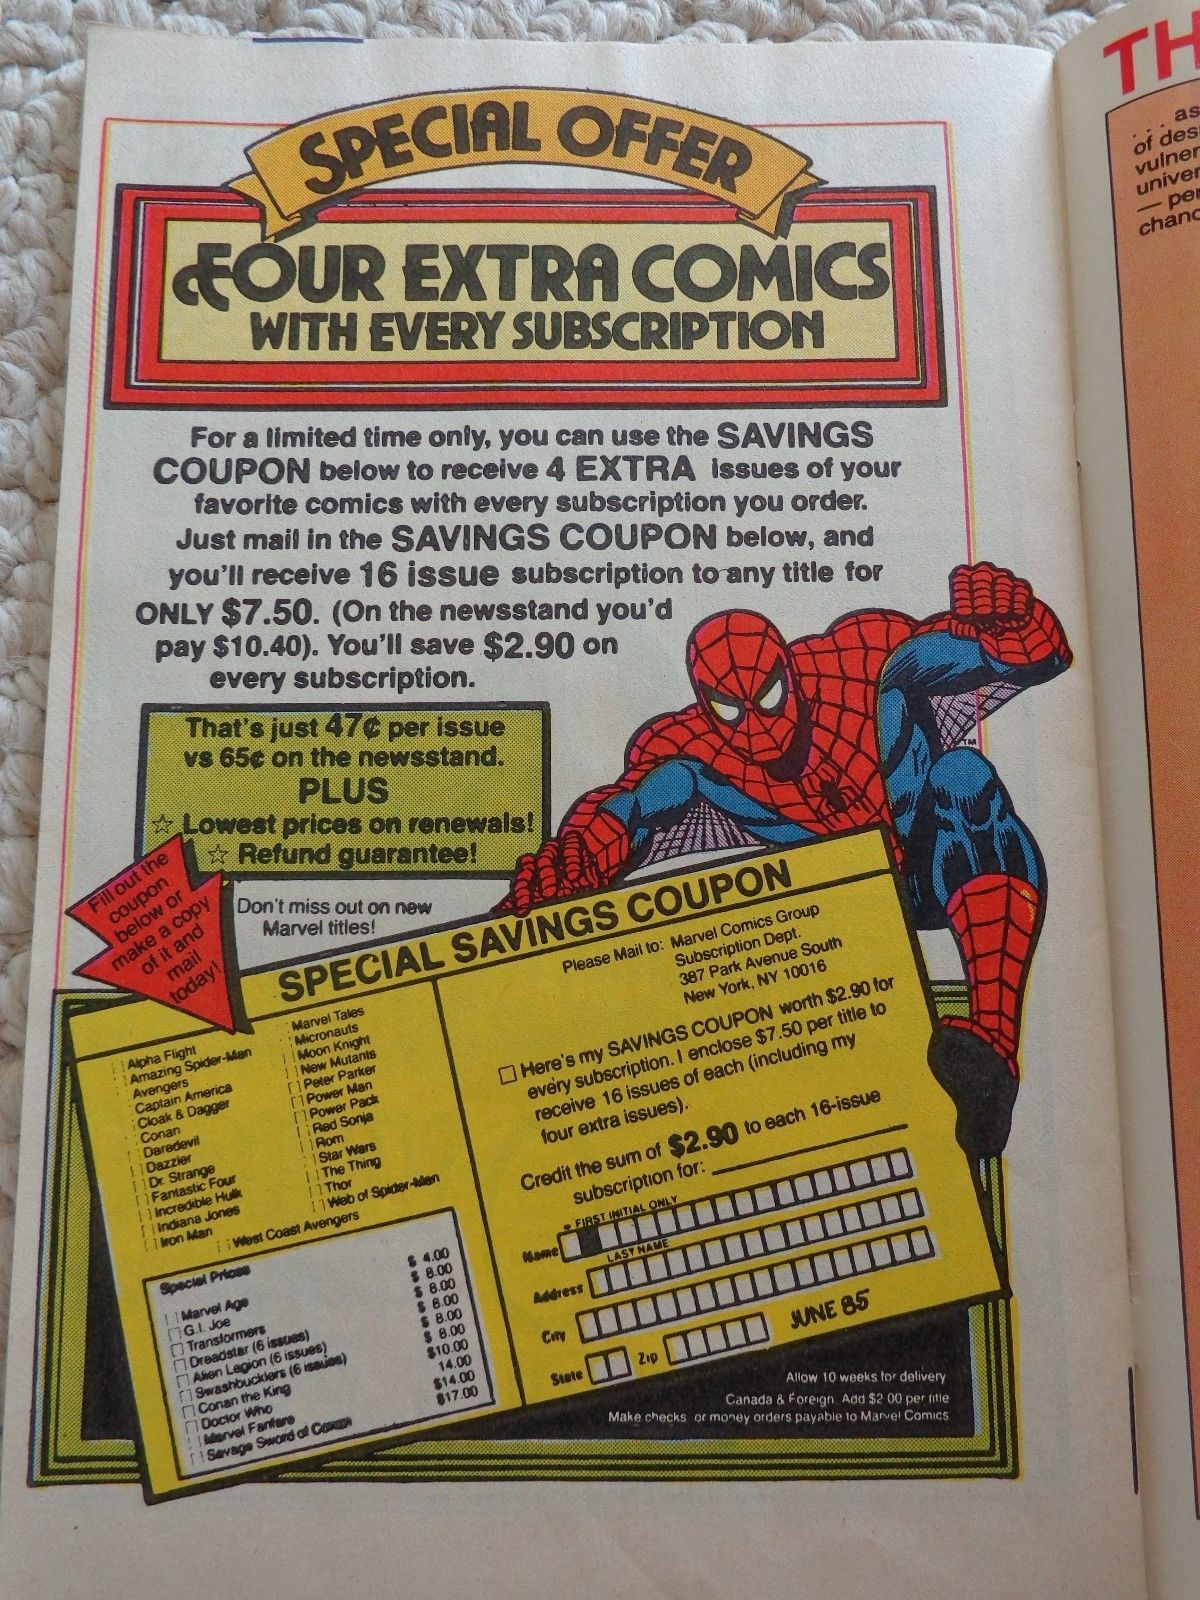 SPECIAL OFFER
FOUR EXTRA COMICS
WITH EVERY SUBSCRIPTION
For a limited time only, you can use the SAVINGS
COUPON below to receive 4 EXTRA issues of your
favorite comics with every subscription you order.
Just mail in the SAVINGS COUPON below, and
you'll receive 16 issue subscription to any title for
ONLY $7.50. (On the newsstand you'd
pay $10.40). You'll save $2.90 on
every subscription.
That's just 47¢ per issue
vs 65¢ on the newsstand.
PLUS
☆ Lowest prices on renewals!
☆ Refund guarantee!
TM
Fill out the
coupon
below or
make a copy
of it and
mail
today!
Don't miss out on new
Marvel titles!
SPECIAL SAVINGS COUPON
Alpha Flight
Amazing Spider-Man
Avengers
Captain America
Cloak & Dagger
Conan
Daredevil
Dazzler
Dr. Strange
Fantastic Four
Incredible Hulk
Indiana Jones
Iron Man
Marvel Tales
Micronauts
Moon Knight
New Mutants
Peter Parker
Power Man
Power Pack
Red Sonja
Rom
Star Wars
The Thing
Thor
Web of Spider-Man
West Coast Avengers
Special Prices
Marvel Age $ 4.00
G.I. Joe $ 8.00
Transformers $ 8.00
Dreadstar (6 issues) $ 8.00
Alien Legion (6 issues) $ 8.00
Swashbucklers (6 issues) $ 8.00
Conan the King $10.00
Doctor Who 14.00
Marvel Fanfare $14.00
Savage Sword of Conan $17.00
Please Mail to: Marvel Comics Group
Subscription Dept.
387 Park Avenue South
New York, NY 10016
☐ Here's my SAVINGS COUPON worth $2.90 for
every subscription. I enclose $7.50 per title to
receive 16 issues of each (including my
four extra issues).
Credit the sum of $2.90 to each 16-issue
subscription for:
FIRST INITIAL ONLY
Name
LAST NAME
Address
City
State Zip
JUNE 85
Allow 10 weeks for delivery
Canada & Foreign Add $2.00 per title
Make checks or money orders payable to Marvel Comics
TH
. . . as
of des
vulner
univer
— per
chanc